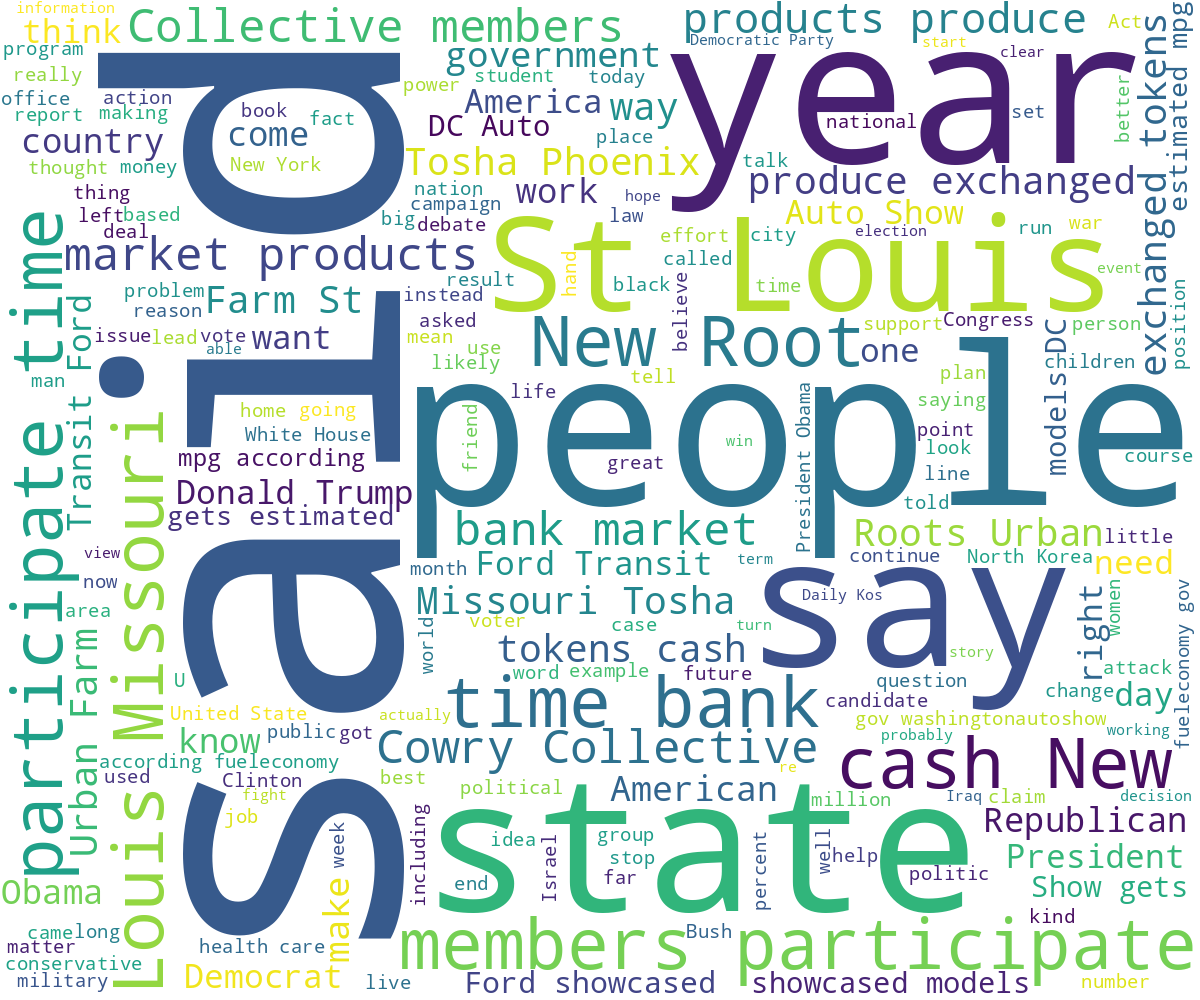 information
think
Collective members
products produce
Act
program
really
office
report
action
making
book
fact
come
New York
country
thought
money
thing
left
based
deal
government
Democratic Party
start
clear
student
today
power
America
way
DC Auto
place
year
national
set
better
exchanged tokens
estimated mpg
Tosha Phoenix
talk
produce exchanged
nation
campaign
work
hope
law
big
debate
Auto Show
said
market products
St Louis
effort
city
called
election
run
war
event
result
hand
black
time
problem
reason
Farm St
instead
asked
mean
believe
support
Congress
person
position
participate time
Transit Ford
issue
lead
vote
able
want
New Root
one
use
likely
tell
life
plan
saying
children
models DC
man
Louis Missouri
home
going
White House
people
friend
win
great
President Obama
point
look
line
course
mpg according
Donald Trump
gets estimated
told
bank market
Roots Urban
little
view
now
month
Ford Transit
term
continue
North Korea
need
area
Urban Farm
Missouri Tosha
say
Daily Kos
right
women
fueleconomy gov
voter
case
turn
world
tokens cash
story
attack
word
example
future
question
change
day
U
United State
time bank
candidate
know
public
got
actually
gov washingtonautoshow
probably
working
according fueleconomy
Cowry Collective
cash New
used
Clinton
best
re
fight
political
American
million
Iraq
claim
decision
job
state
Republican
week
including
idea
Israel
group
stop
far
percent
well
help
politic
President
Obama
make
end
Show gets
came
long
matter
health care
members participate
Bush
kind
conservative
military
Democrat
live
Ford showcased
showcased models
number